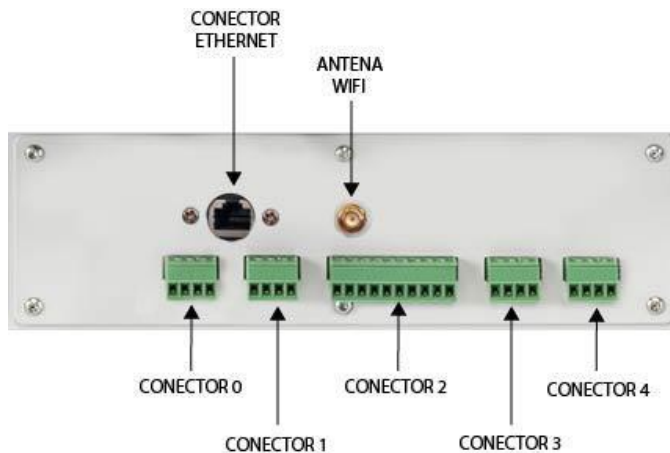 CONECTOR
ETHERNET
ANTENA
WIFI
CONECTOR 0
CONECTOR 1
CONECTOR 2
CONECTOR 3
CONECTOR 4